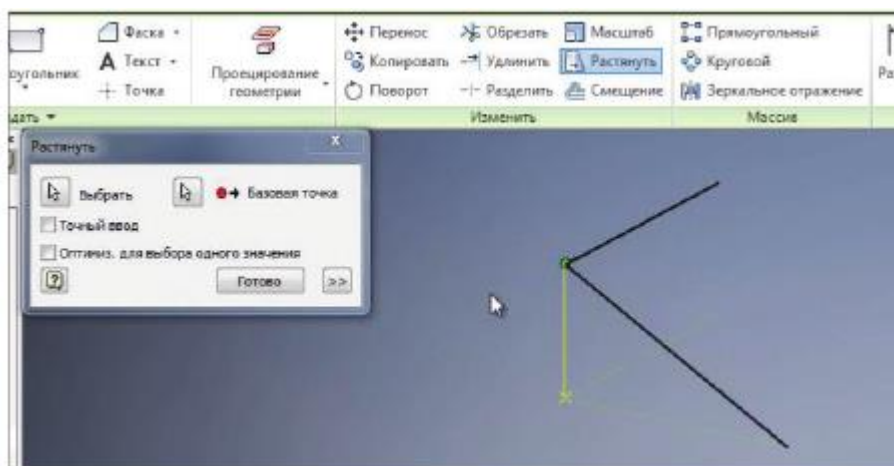 Фаска
Перенос
Обрезать
Масштаб
Прямоугольный
Текст
Копировать
Удлинить
Растянуть
Круговой
Точка
Проецирование
геометрии
Поворот
Разделить
Смещение
Зеркальное отражение
Изменить
Массив
Растянуть
Выбрать
Базовая точка
Точный ввод
Оптимиз. для выбора одного значения
Готово
>>